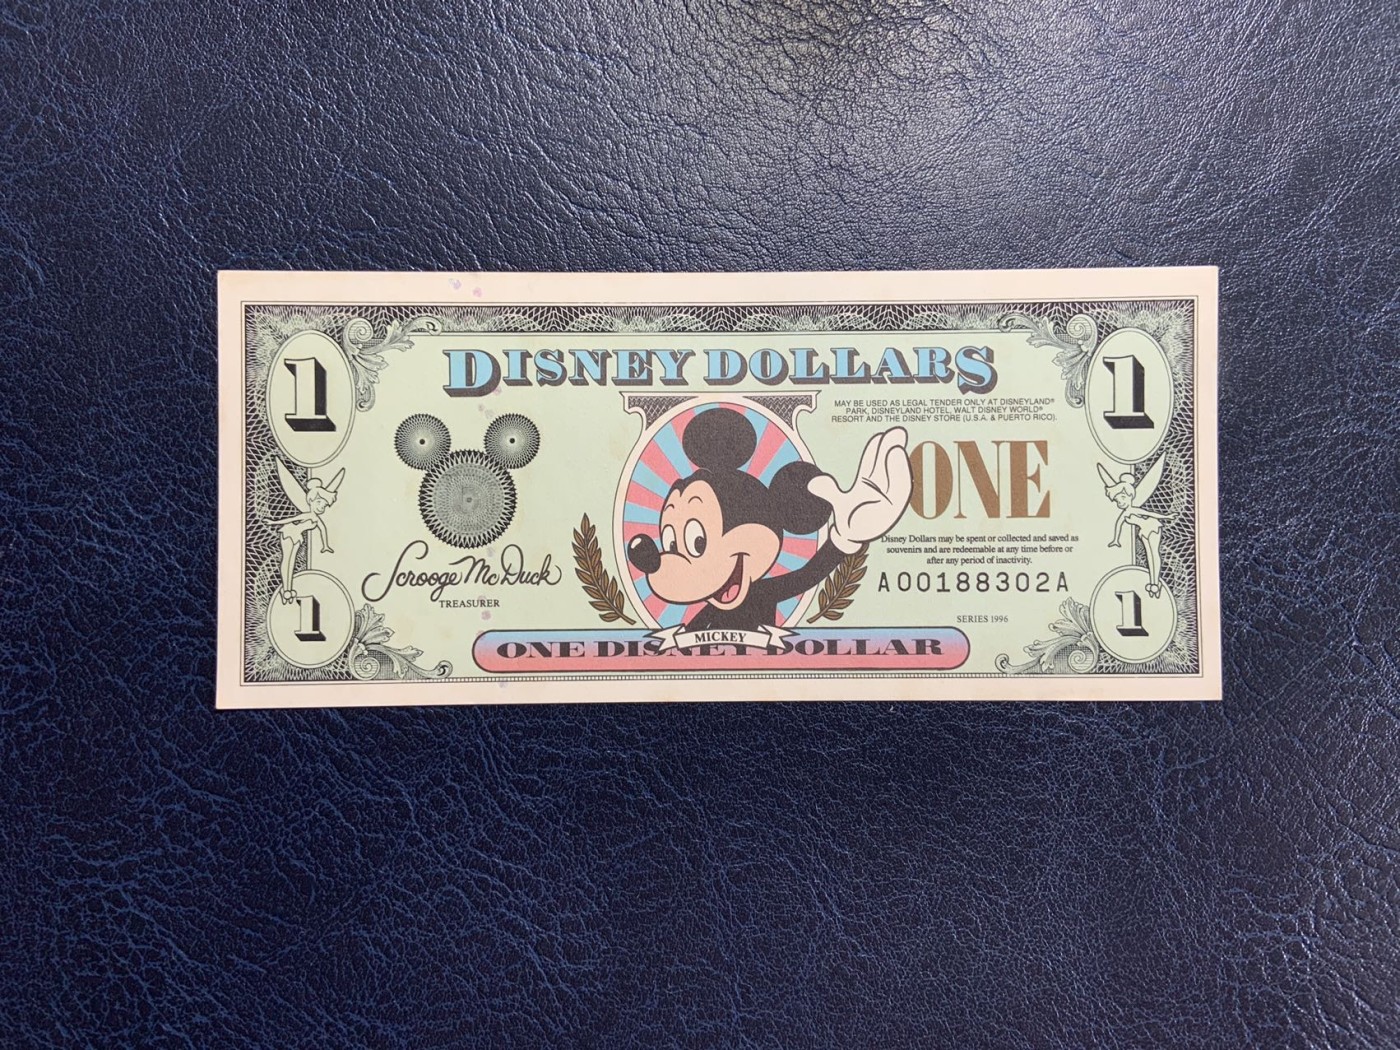 1
DISNEY DOLLARS
1
MAY BE USED AS LEGAL TENDER ONLY AT DISNEYLAND®
PARK, DISNEYLAND HOTEL, WALT DISNEY WORLD®
RESORT AND THE DISNEY STORE (U.S.A. & PUERTO RICO).
ONE
Disney Dollars may be spent or collected and saved as
souvenirs and are redeemable at any time before or
after any period of inactivity.
A00188302A
Scrooge McDuck
TREASURER
SERIES 1996
1
MICKEY
ONE DISNEY DOLLAR
1